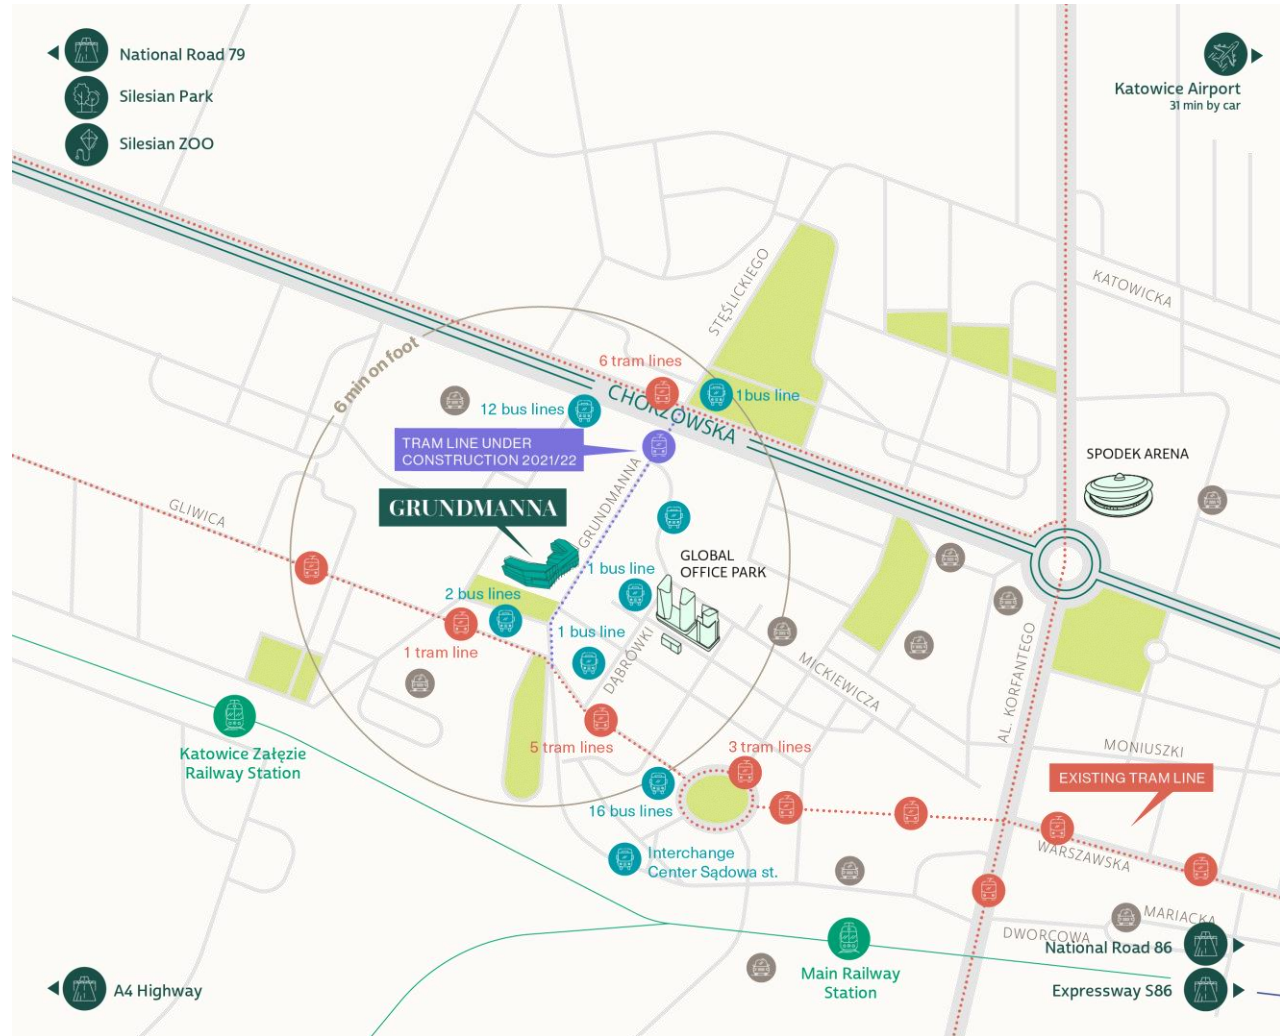 National Road 79
Silesian Park
Silesian ZOO
Katowice Airport
31 min by car
STĘŚLICKIEGO
KATOWICKA
6 min on foot
6 tram lines
1bus line
12 bus lines
CHORZOWSKA
TRAM LINE UNDER
CONSTRUCTION 2021/22
SPODEK ARENA
GRUNDMANNA
GRUNDMANNA
GLIWICA
GLOBAL
OFFICE PARK
1 bus line
2 bus lines
1 bus line
1 tram line
DĄBRÓWKI
MICKIEWICZA
AL. KORFANTEGO
Katowice Załęzie
Railway Station
5 tram lines
3 tram lines
MONIUSZKI
EXISTING TRAM LINE
16 bus lines
Interchange
Center Sądowa st.
WARSZAWSKA
MARIACKA
DWORCOWA
National Road 86
Main Railway
Station
A4 Highway
Expressway S86